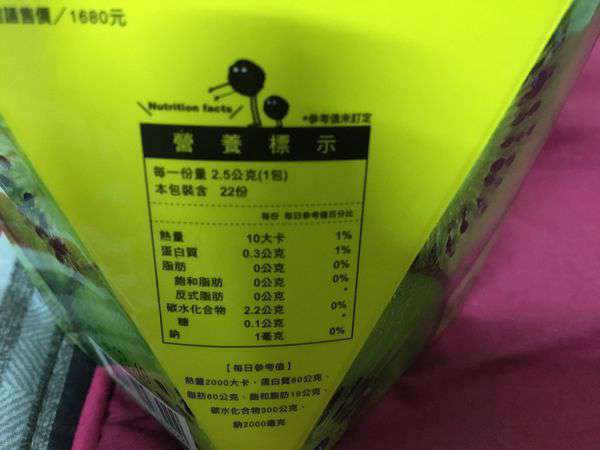 售價/1680元
Nutrition facts
*參考值未訂定
營養標示
每一份量 2.5公克(1包)
本包裝含 22份
每份 每日參考值百分比
熱量 10大卡 1%
蛋白質 0.3公克 1%
脂肪 0公克 0%
飽和脂肪 0公克 0%
反式脂肪 0公克 *
碳水化合物 2.2公克 0%
糖 0.1公克 *
鈉 1毫克 0%
【每日參考值】
熱量2000大卡、蛋白質60公克、
脂肪60公克、飽和脂肪18公克、
碳水化合物300公克、
鈉2000毫克